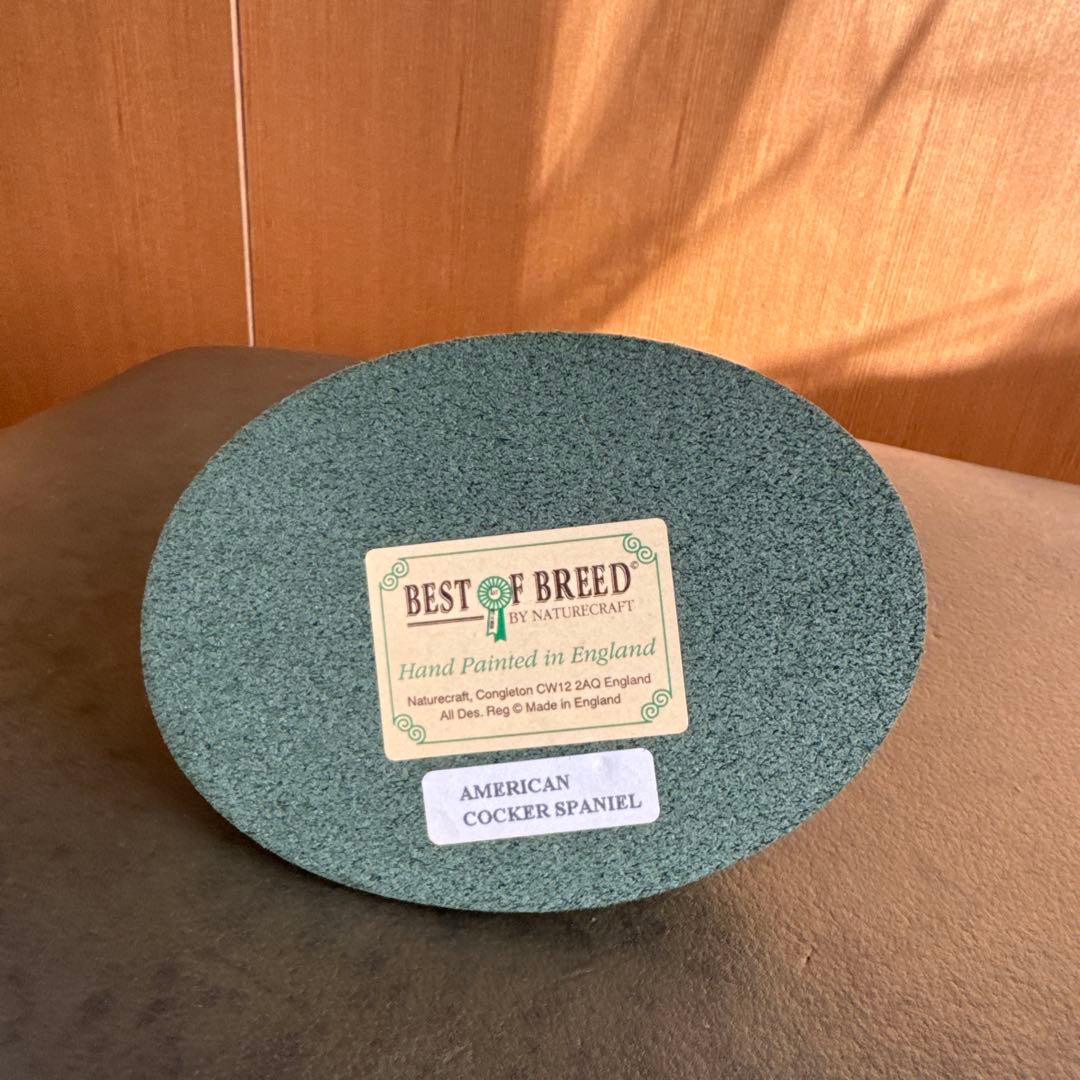 BEST OF BREED©
BY NATURECRAFT
Hand Painted in England
Naturecraft, Congleton CW12 2AQ England
All Des. Reg © Made in England
AMERICAN
COCKER SPANIEL